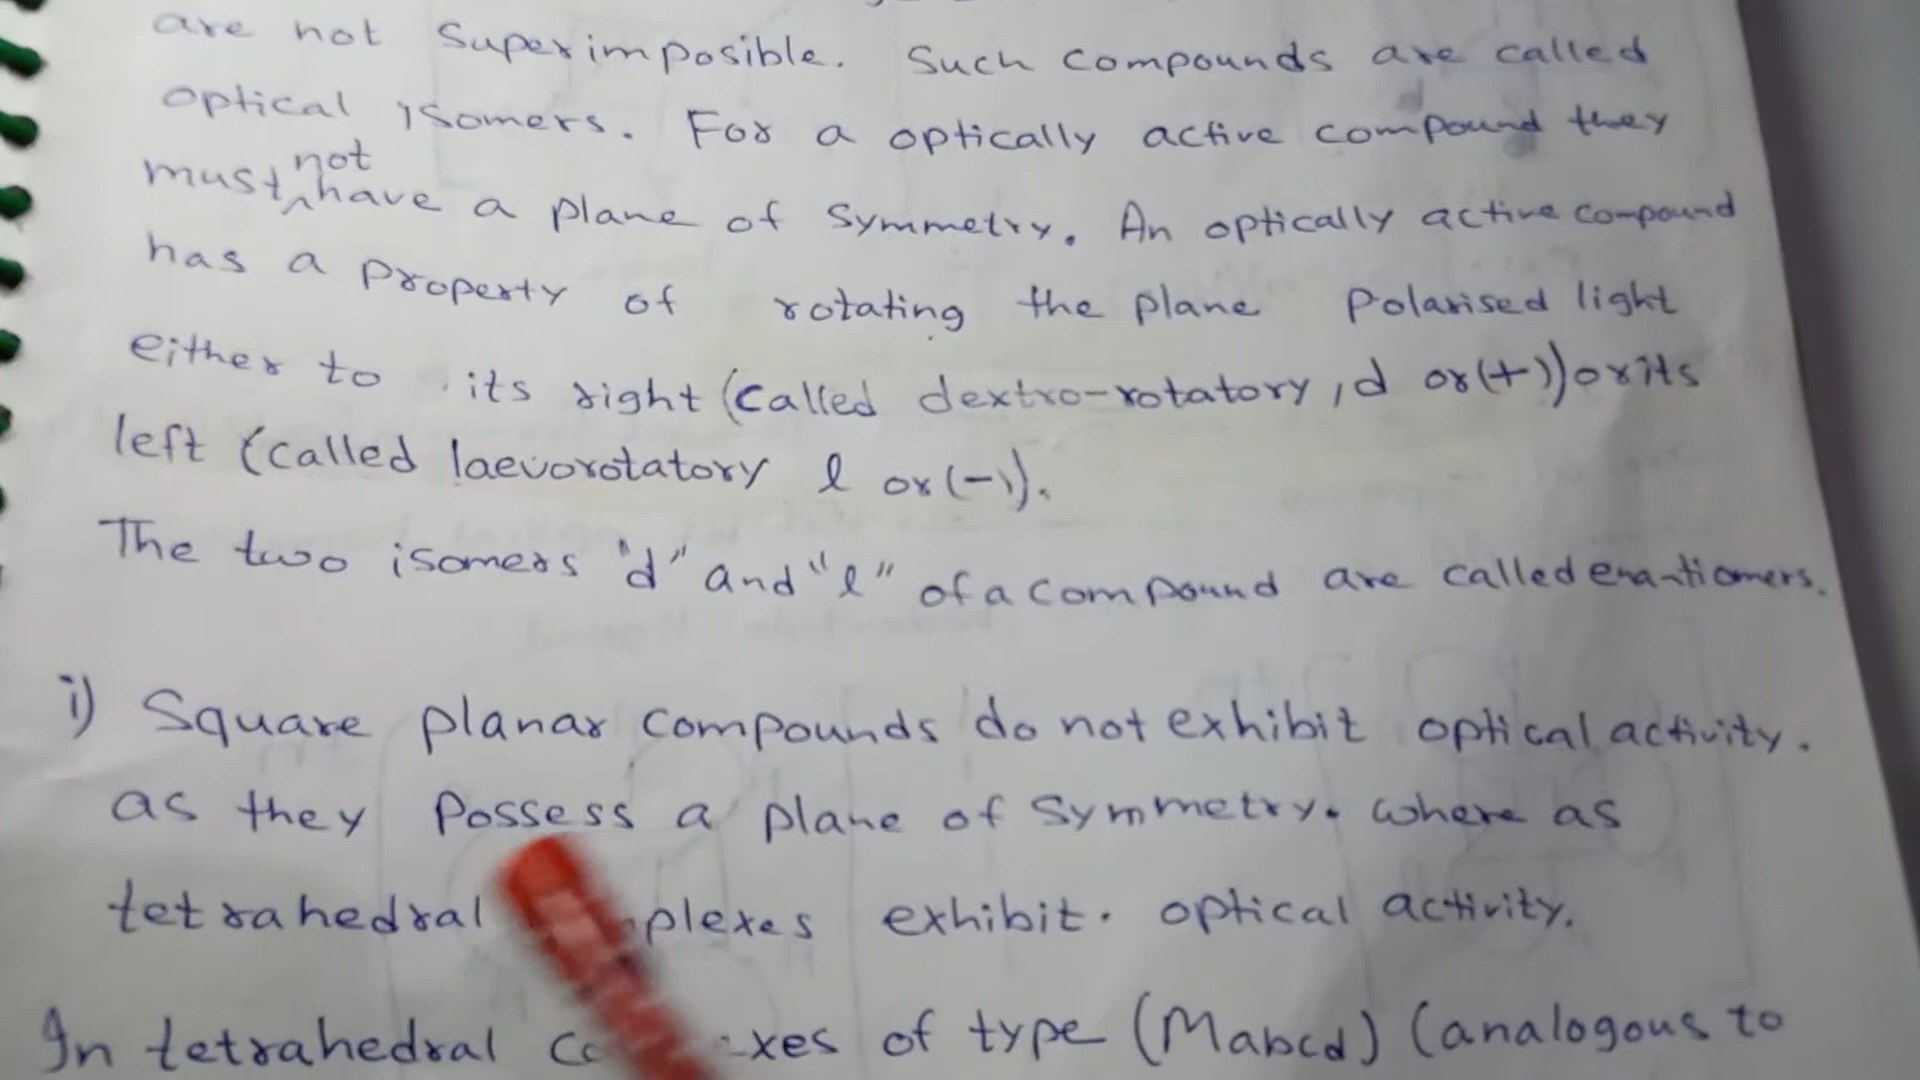 are not Superimposible. Such compounds are called
optical isomers. For a optically active compound they
must not have a plane of symmetry. An optically active compound
has a property of rotating the plane polarised light
either to its right (called dextro-rotatory, d or (+)) or its
left (called laevorotatory l or (-)).
The two isomers "d" and "l" of a compound are called enantiomers.
i) Square planar compounds do not exhibit optical activity.
as they possess a plane of symmetry. where as
tetrahedral plexes exhibit. optical activity.
In tetrahedral xes of type (Mabcd) (analogous to